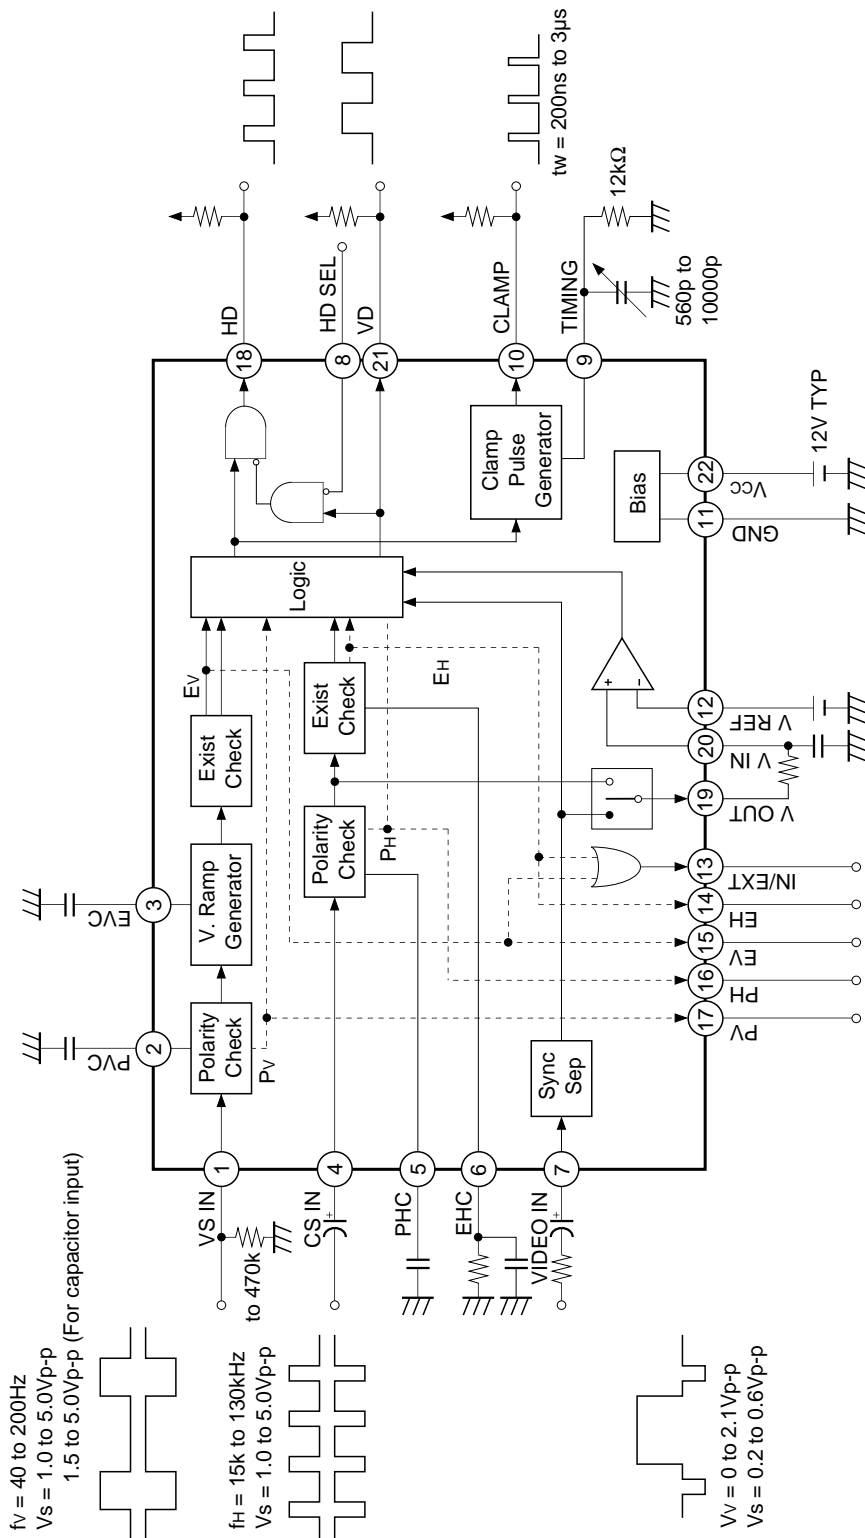 fV = 40 to 200Hz
VS = 1.0 to 5.0Vp-p
1.5 to 5.0Vp-p (For capacitor input)
fH = 15k to 130kHz
VS = 1.0 to 5.0Vp-p
VV = 0 to 2.1Vp-p
VS = 0.2 to 0.6Vp-p
VS IN
1
to 470k
CS IN
4
PHC
5
EHC
6
VIDEO IN
7
PVC
2
EVC
3
Polarity
Check
PV
V. Ramp
Generator
Exist
Check
EV
Polarity
Check
PH
Exist
Check
EH
Sync
Sep
Logic
Clamp
Pulse
Generator
Bias
+
−
17
PV
16
PH
15
EV
14
EH
13
IN/EXT
19
V OUT
20
V IN
12
V REF
11
GND
22
VCC
12V TYP
18
HD
8
HD SEL
21
VD
10
CLAMP
9
TIMING
560p to
10000p
12kΩ
tw = 200ns to 3µs